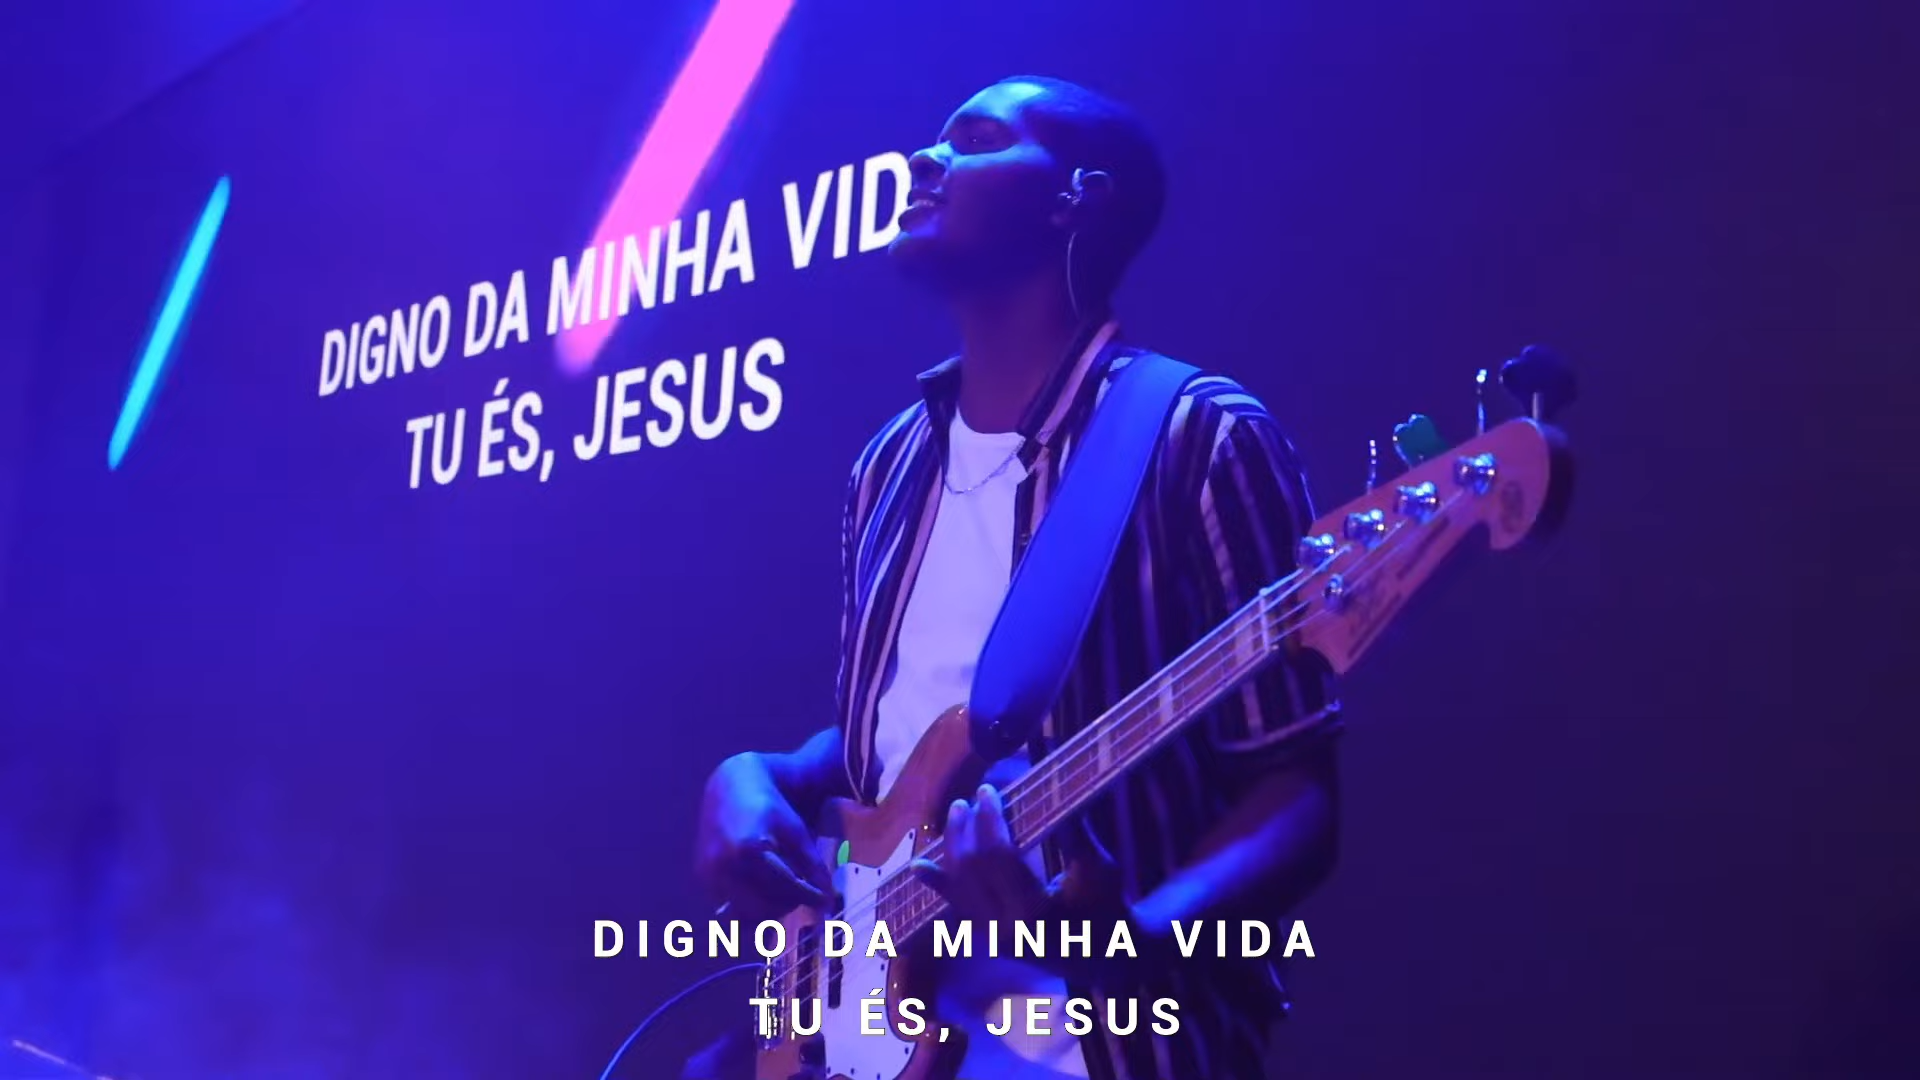 DIGNO DA MINHA VID
TU ÉS, JESUS
DIGNO DA MINHA VIDA
TU ÉS, JESUS